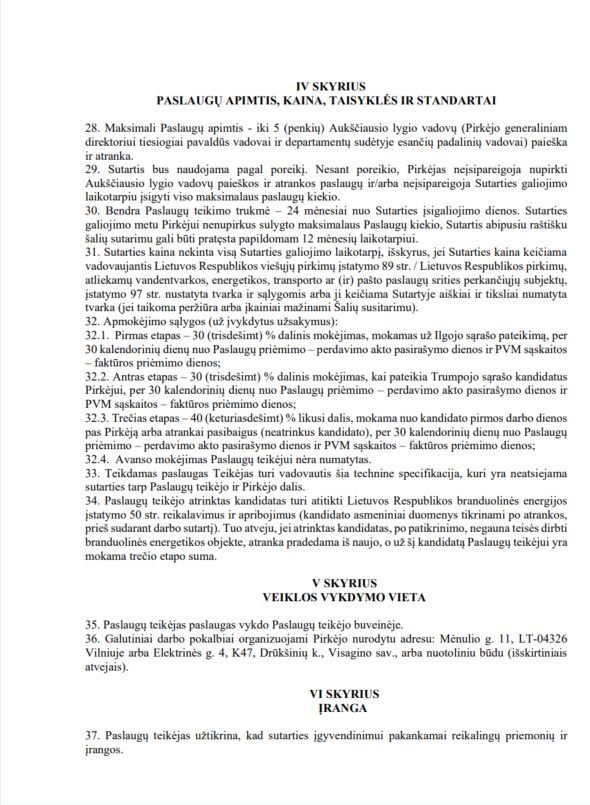 IV SKYRIUS
PASLAUGŲ APIMTIS, KAINA, TAISYKLĖS IR STANDARTAI
28. Maksimali Paslaugų apimtis - iki 5 (penkių) Aukščiausio lygio vadovų (Pirkėjo generaliniam
direktoriui tiesiogiai pavaldūs vadovai ir departamentų sudėtyje esančių padalinių vadovai) paieška
ir atranka.
29. Sutartis bus naudojama pagal poreikį. Nesant poreikio, Pirkėjas neįsipareigoja nupirkti
Aukščiausio lygio vadovų paieškos ir atrankos paslaugų ir/arba neįsipareigoja Sutarties galiojimo
laikotarpiu įsigyti viso maksimalaus paslaugų kiekio.
30. Bendra Paslaugų teikimo trukmė – 24 mėnesiai nuo Sutarties įsigaliojimo dienos. Sutarties
galiojimo metu Pirkėjui nenupirkus sulygto maksimalaus Paslaugų kiekio, Sutartis abipusiu raštišku
šalių sutarimu gali būti pratęsta papildomam 12 mėnesių laikotarpiui.
31. Sutarties kaina nekinta visą Sutarties galiojimo laikotarpį, išskyrus, jei Sutarties kaina keičiama
vadovaujantis Lietuvos Respublikos viešųjų pirkimų įstatymo 89 str. / Lietuvos Respublikos pirkimų,
atliekamų vandentvarkos, energetikos, transporto ar (ir) pašto paslaugų srities perkančiųjų subjektų,
įstatymo 97 str. nustatyta tvarka ir sąlygomis arba jį keičiama Sutartyje aiškiai ir tiksliai numatyta
tvarka (jei taikoma peržiūra arba įkainiai mažinami Šalių susitarimu).
32. Apmokėjimo sąlygos (už įvykdytus užsakymus):
32.1. Pirmas etapas – 30 (trisdešimt) % dalinis mokėjimas, mokamas už Ilgojo sąrašo pateikimą, per
30 kalendorinių dienų nuo Paslaugų priėmimo – perdavimo akto pasirašymo dienos ir PVM sąskaitos
– faktūros priėmimo dienos;
32.2. Antras etapas – 30 (trisdešimt) % dalinis mokėjimas, kai pateikia Trumpojo sąrašo kandidatus
Pirkėjui, per 30 kalendorinių dienų nuo Paslaugų priėmimo – perdavimo akto pasirašymo dienos ir
PVM sąskaitos – faktūros priėmimo dienos;
32.3. Trečias etapas – 40 (keturiasdešimt) % likusi dalis, mokama nuo kandidato pirmos darbo dienos
pas Pirkėją arba atrankai pasibaigus (neatrinkus kandidato), per 30 kalendorinių dienų nuo Paslaugų
priėmimo – perdavimo akto pasirašymo dienos ir PVM sąskaitos – faktūros priėmimo dienos;
32.4. Avanso mokėjimas Paslaugų teikėjui nėra numatytas.
33. Teikdamas paslaugas Teikėjas turi vadovautis šia technine specifikacija, kuri yra neatsiejama
sutarties tarp Paslaugų teikėjo ir Pirkėjo dalis.
34. Paslaugų teikėjo atrinktas kandidatas turi atitikti Lietuvos Respublikos branduolinės energijos
įstatymo 50 str. reikalavimus ir apribojimus (kandidato asmeniniai duomenys tikrinami po atrankos,
prieš sudarant darbo sutartį). Tuo atveju, jei atrinktas kandidatas, po patikrinimo, negauna teisės dirbti
branduolinės energetikos objekte, atranka pradedama iš naujo, o už šį kandidatą Paslaugų teikėjui yra
mokama trečio etapo suma.
V SKYRIUS
VEIKLOS VYKDYMO VIETA
35. Paslaugų teikėjas paslaugas vykdo Paslaugų teikėjo buveinėje.
36. Galutiniai darbo pokalbiai organizuojami Pirkėjo nurodytu adresu: Mėnulio g. 11, LT-04326
Vilniuje arba Elektrinės g. 4, K47, Drūkšinių k., Visagino sav., arba nuotoliniu būdu (išskirtiniais
atvejais).
VI SKYRIUS
ĮRANGA
37. Paslaugų teikėjas užtikrina, kad sutarties įgyvendinimui pakankamai reikalingų priemonių ir
įrangos.